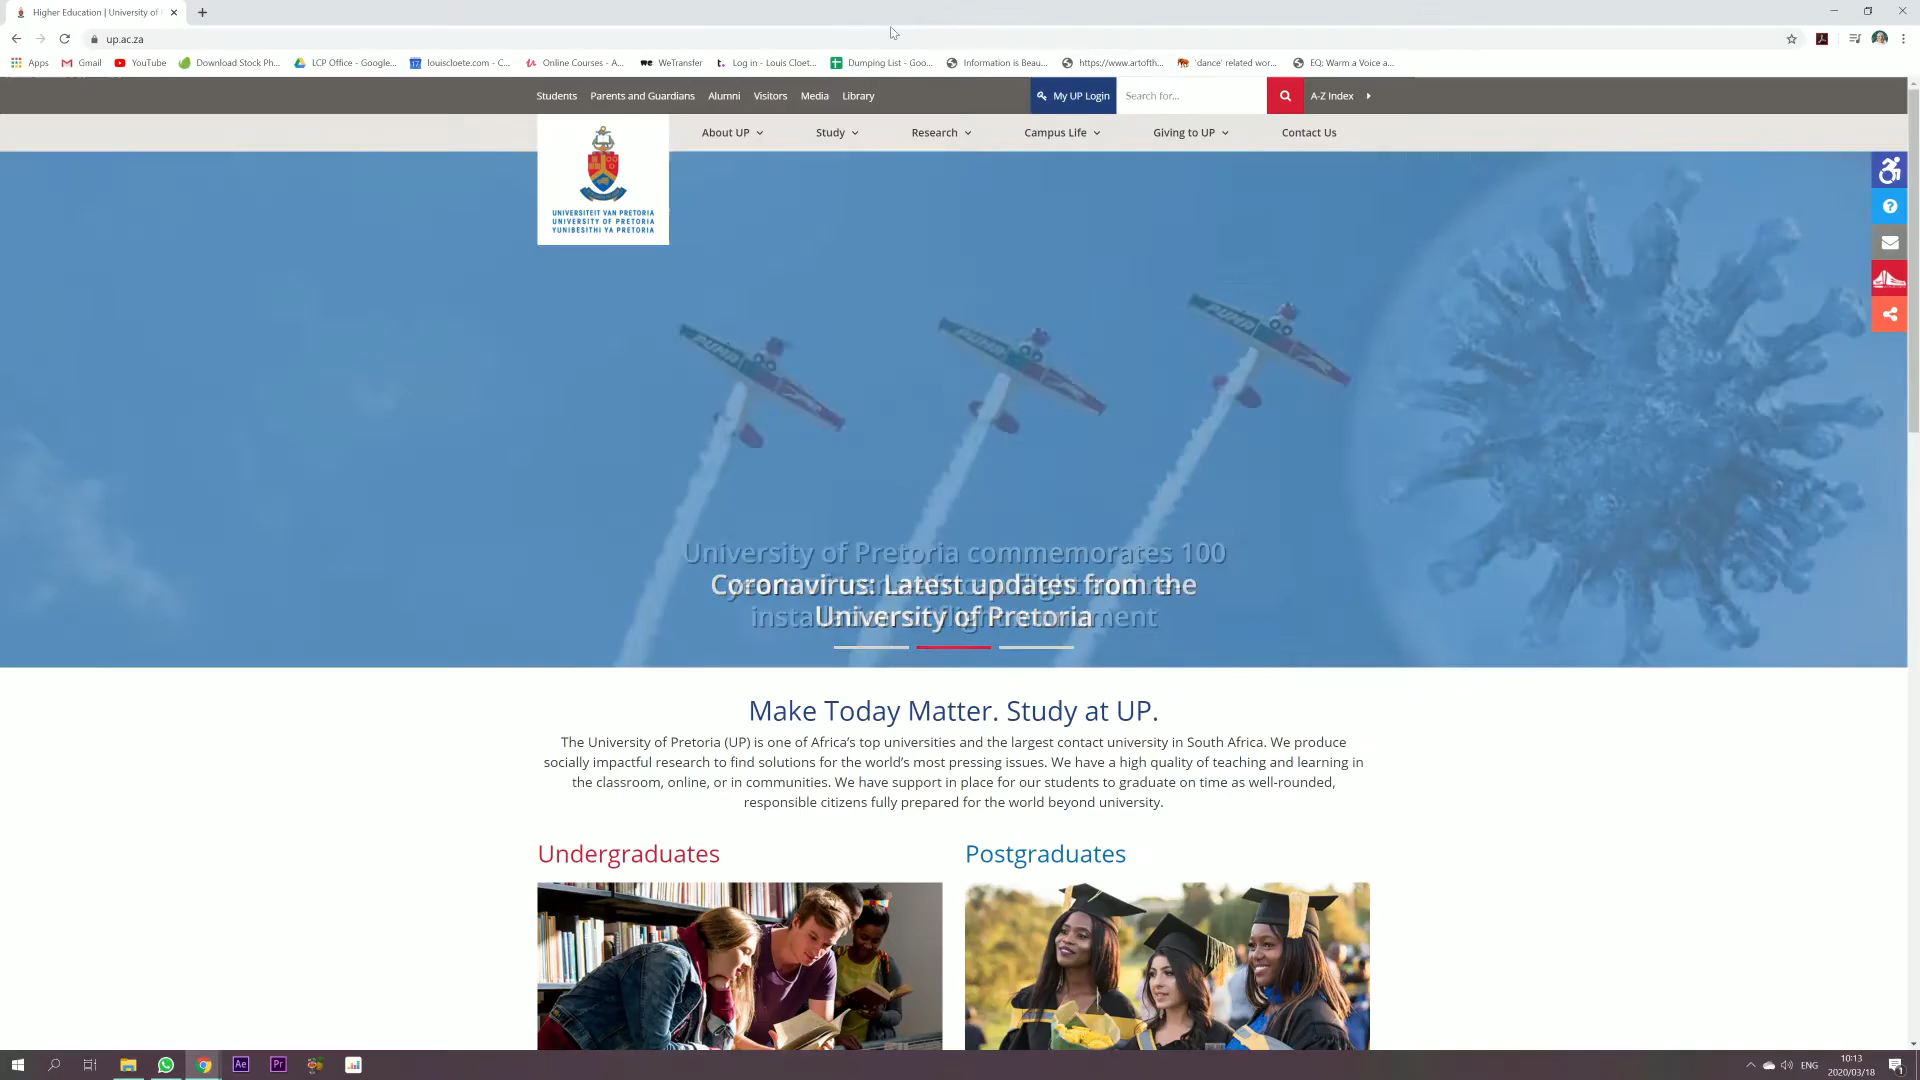 Higher Education | University of
up.ac.za
Apps Gmail YouTube Download Stock Ph... LCP Office - Google... louiscloete.com - C... Online Courses - A... WeTransfer Log in - Louis Cloet... Dumping List - Goo... Information is Beau... https://www.artofth... 'dance' related wor... EQ: Warm a Voice a...
Students Parents and Guardians Alumni Visitors Media Library My UP Login Search for... A-Z Index
About UP Study Research Campus Life Giving to UP Contact Us
UNIVERSITEIT VAN PRETORIA
UNIVERSITY OF PRETORIA
YUNIBESITHI YA PRETORIA
PUMA PUMA PUMA
University of Pretoria commemorates 100
Coronavirus: Latest updates from the
University of Pretoria
Make Today Matter. Study at UP.
The University of Pretoria (UP) is one of Africa's top universities and the largest contact university in South Africa. We produce
socially impactful research to find solutions for the world's most pressing issues. We have a high quality of teaching and learning in
the classroom, online, or in communities. We have support in place for our students to graduate on time as well-rounded,
responsible citizens fully prepared for the world beyond university.
Undergraduates Postgraduates
Ae Pr
ENG
10:13
2020/03/18
1